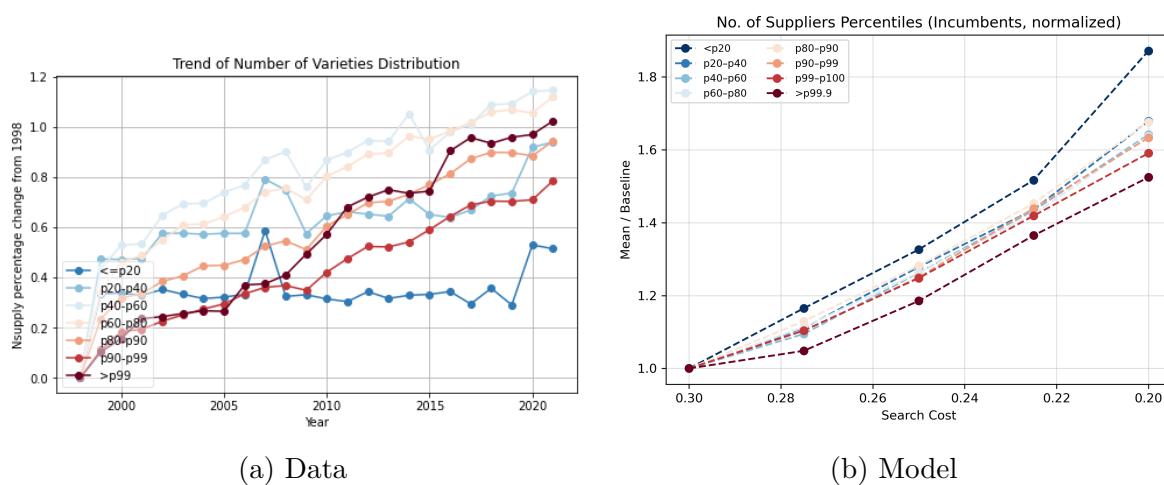 Trend of Number of Varieties Distribution
Nsupply percentage change from 1998
1.2
1.0
0.8
0.6
0.4
0.2
0.0
<=p20
p20-p40
p40-p60
p60-p80
p80-p90
p90-p99
>p99
2000 2005 2010 2015 2020
Year
(a) Data
No. of Suppliers Percentiles (Incumbents, normalized)
Mean / Baseline
1.8
1.6
1.4
1.2
1.0
<p20 p80–p90
p20–p40 p90–p99
p40–p60 p99–p100
p60–p80 >p99.9
0.30 0.28 0.26 0.24 0.22 0.20
Search Cost
(b) Model